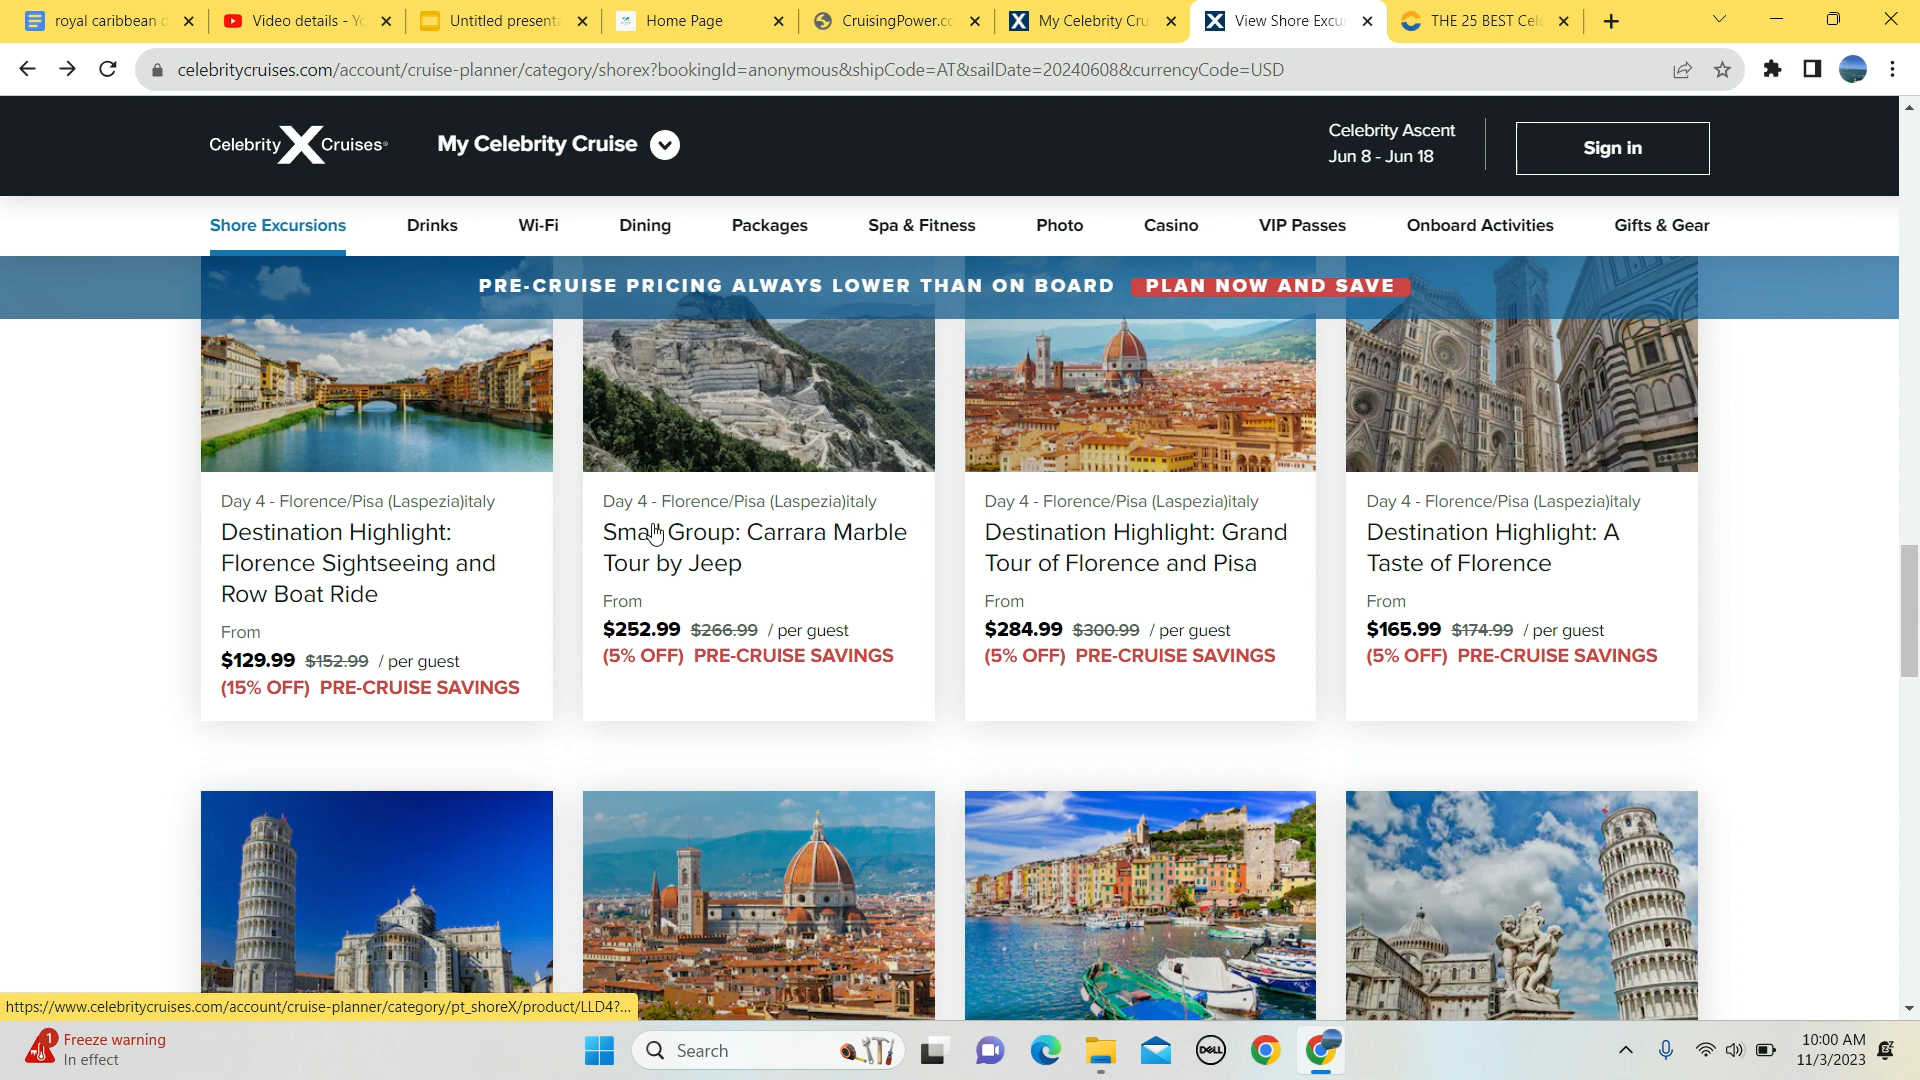 royal caribbean c
Video details - Yo
Untitled present
Home Page
CruisingPower.co
My Celebrity Cru
View Shore Excu
THE 25 BEST Cel
celebritycruises.com/account/cruise-planner/category/shorex?bookingId=anonymous&shipCode=AT&sailDate=20240608&currencyCode=USD
Celebrity X Cruises®
My Celebrity Cruise
Celebrity Ascent
Jun 8 - Jun 18
Sign in
Shore Excursions
Drinks
Wi-Fi
Dining
Packages
Spa & Fitness
Photo
Casino
VIP Passes
Onboard Activities
Gifts & Gear
PRE-CRUISE PRICING ALWAYS LOWER THAN ON BOARD PLAN NOW AND SAVE
Day 4 - Florence/Pisa (Laspezia)italy
Destination Highlight:
Florence Sightseeing and
Row Boat Ride
From
$129.99 $152.99 / per guest
(15% OFF) PRE-CRUISE SAVINGS
Day 4 - Florence/Pisa (Laspezia)italy
Small Group: Carrara Marble
Tour by Jeep
From
$252.99 $266.99 / per guest
(5% OFF) PRE-CRUISE SAVINGS
Day 4 - Florence/Pisa (Laspezia)italy
Destination Highlight: Grand
Tour of Florence and Pisa
From
$284.99 $300.99 / per guest
(5% OFF) PRE-CRUISE SAVINGS
Day 4 - Florence/Pisa (Laspezia)italy
Destination Highlight: A
Taste of Florence
From
$165.99 $174.99 / per guest
(5% OFF) PRE-CRUISE SAVINGS
https://www.celebritycruises.com/account/cruise-planner/category/pt_shoreX/product/LLD4?...
1
Freeze warning
In effect
Search
DELL
10:00 AM
11/3/2023